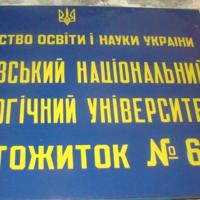 СТВО ОСВІТИ І НАУКИ УКРАЇНИ
ВСЬКИЙ НАЦІОНАЛЬНИЙ
ОГІЧНИЙ УНІВЕРСИТЕ
ТОЖИТОК № 6